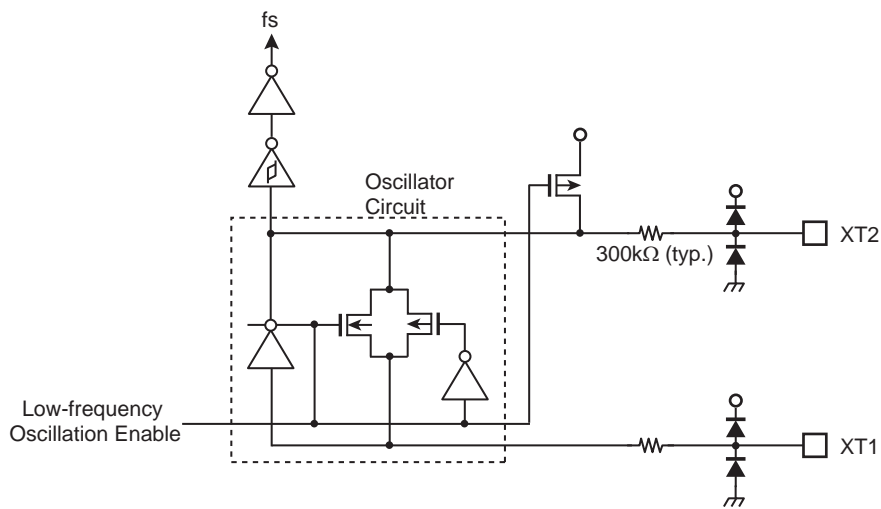 fs
Oscillator
Circuit
300kΩ (typ.)
XT2
Low-frequency
Oscillation Enable
XT1